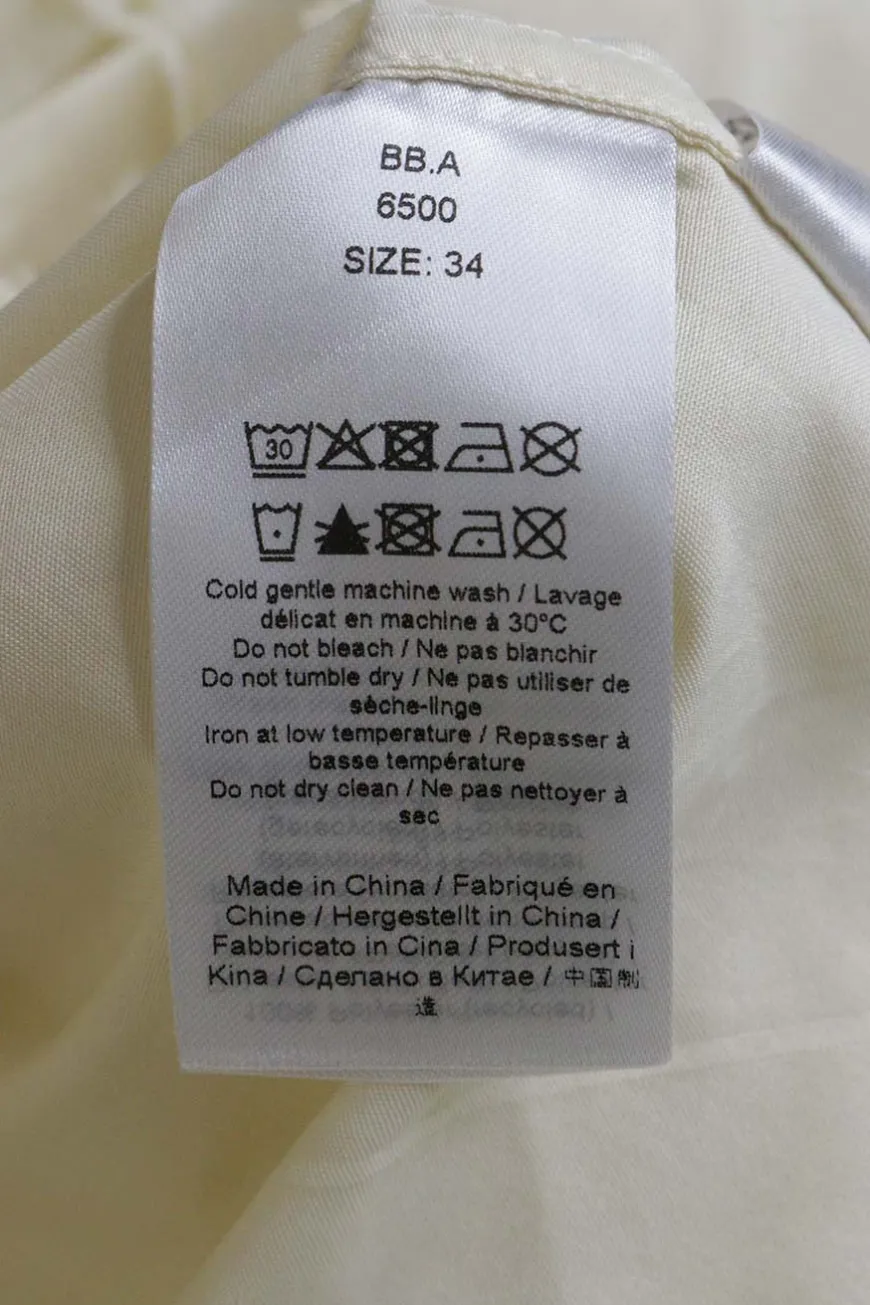 BB.A
6500
SIZE: 34
30
Cold gentle machine wash / Lavage
délicat en machine à 30°C
Do not bleach / Ne pas blanchir
Do not tumble dry / Ne pas utiliser de
sèche-linge
Iron at low temperature / Repasser à
basse température
Do not dry clean / Ne pas nettoyer à
sec
Made in China / Fabriqué en
Chine / Hergestellt in China /
Fabbricato in Cina / Produsert i
Kina / Сделано в Китае / 中国制
造